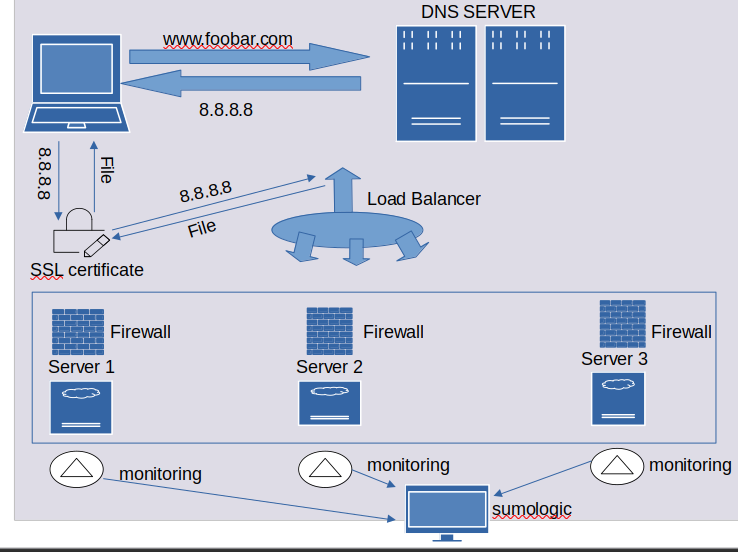 DNS SERVER
www.foobar.com
8.8.8.8
8.8.8.8
File
8.8.8.8
File
Load Balancer
SSL certificate
Firewall
Firewall
Firewall
Server 1
Server 2
Server 3
monitoring
monitoring
monitoring
sumologic